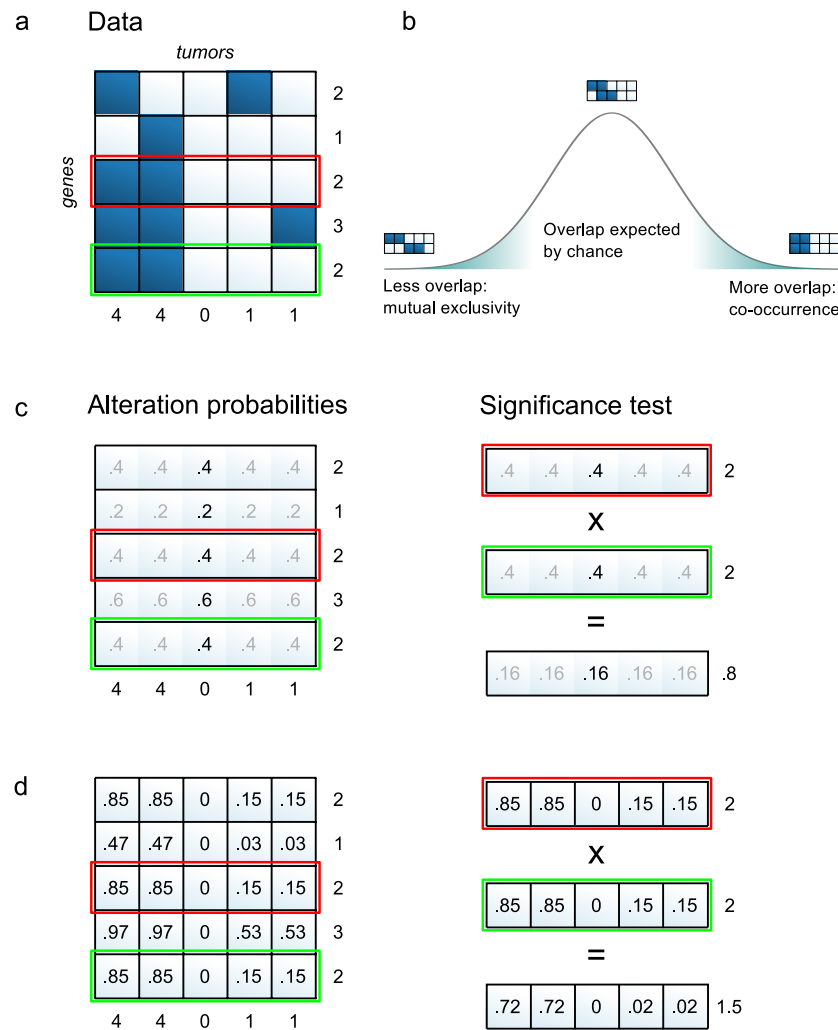 a Data
tumors
genes
2
1
2
3
2
4 4 0 1 1
b
Overlap expected
by chance
Less overlap:
mutual exclusivity
More overlap:
co-occurrence
c Alteration probabilities
.4 .4 .4 .4 .4 2
.2 .2 .2 .2 .2 1
.4 .4 .4 .4 .4 2
.6 .6 .6 .6 .6 3
.4 .4 .4 .4 .4 2
4 4 0 1 1
Significance test
.4 .4 .4 .4 .4 2
x
.4 .4 .4 .4 .4 2
=
.16 .16 .16 .16 .16 .8
d
.85 .85 0 .15 .15 2
.47 .47 0 .03 .03 1
.85 .85 0 .15 .15 2
.97 .97 0 .53 .53 3
.85 .85 0 .15 .15 2
4 4 0 1 1
.85 .85 0 .15 .15 2
x
.85 .85 0 .15 .15 2
=
.72 .72 0 .02 .02 1.5